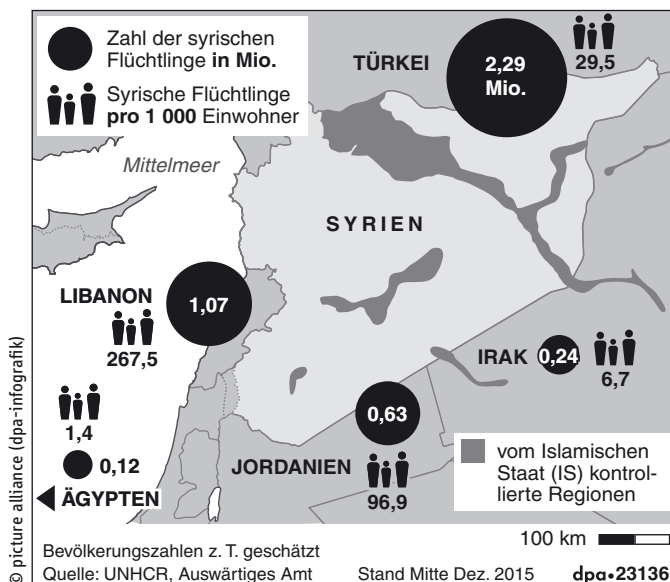 Zahl der syrischen
Flüchtlinge in Mio.
Syrische Flüchtlinge
pro 1 000 Einwohner
TÜRKEI
2,29
Mio.
29,5
Mittelmeer
SYRIEN
LIBANON
1,07
267,5
IRAK
0,24
6,7
1,4
0,12
ÄGYPTEN
0,63
JORDANIEN
96,9
vom Islamischen
Staat (IS) kontrol-
lierte Regionen
100 km
Bevölkerungszahlen z. T. geschätzt
Quelle: UNHCR, Auswärtiges Amt
Stand Mitte Dez. 2015
dpa•23136
© picture alliance (dpa-infografik)